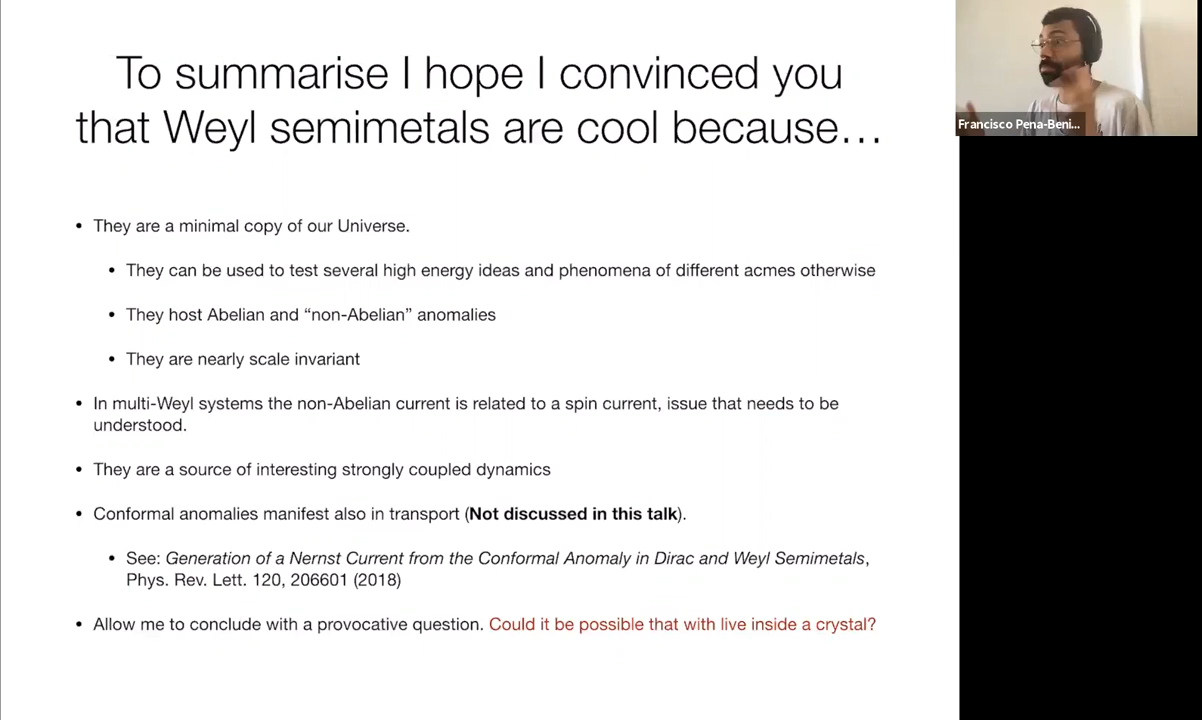 To summarise I hope I convinced you
that Weyl semimetals are cool because…
• They are a minimal copy of our Universe.
• They can be used to test several high energy ideas and phenomena of different acmes otherwise
• They host Abelian and “non-Abelian” anomalies
• They are nearly scale invariant
• In multi-Weyl systems the non-Abelian current is related to a spin current, issue that needs to be
understood.
• They are a source of interesting strongly coupled dynamics
• Conformal anomalies manifest also in transport (Not discussed in this talk).
• See: Generation of a Nernst Current from the Conformal Anomaly in Dirac and Weyl Semimetals,
Phys. Rev. Lett. 120, 206601 (2018)
• Allow me to conclude with a provocative question. Could it be possible that with live inside a crystal?
Francisco Pena-Beni...